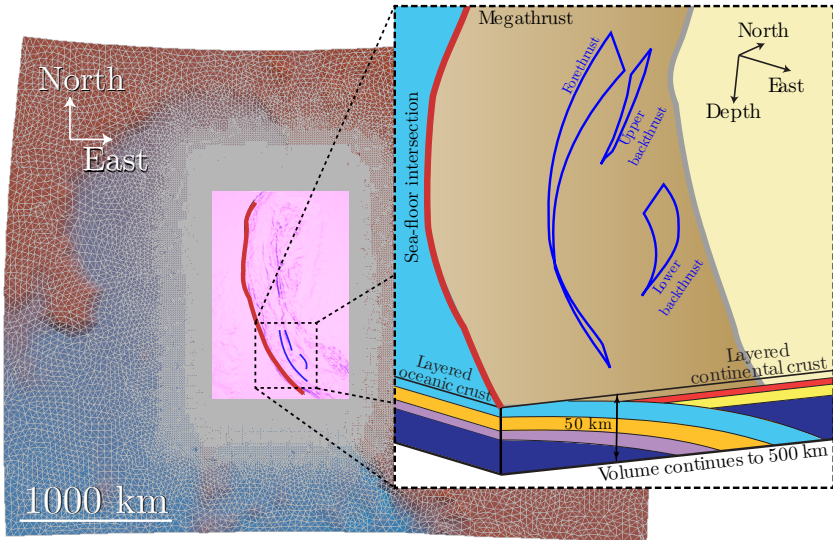 North
East
1000 km
Megathrust
Forethrust
Upper
backthrust
Lower
backthrust
Sea-floor intersection
North
East
Depth
Layered
oceanic crust
Layered
continental crust
50 km
Volume continues to 500 km